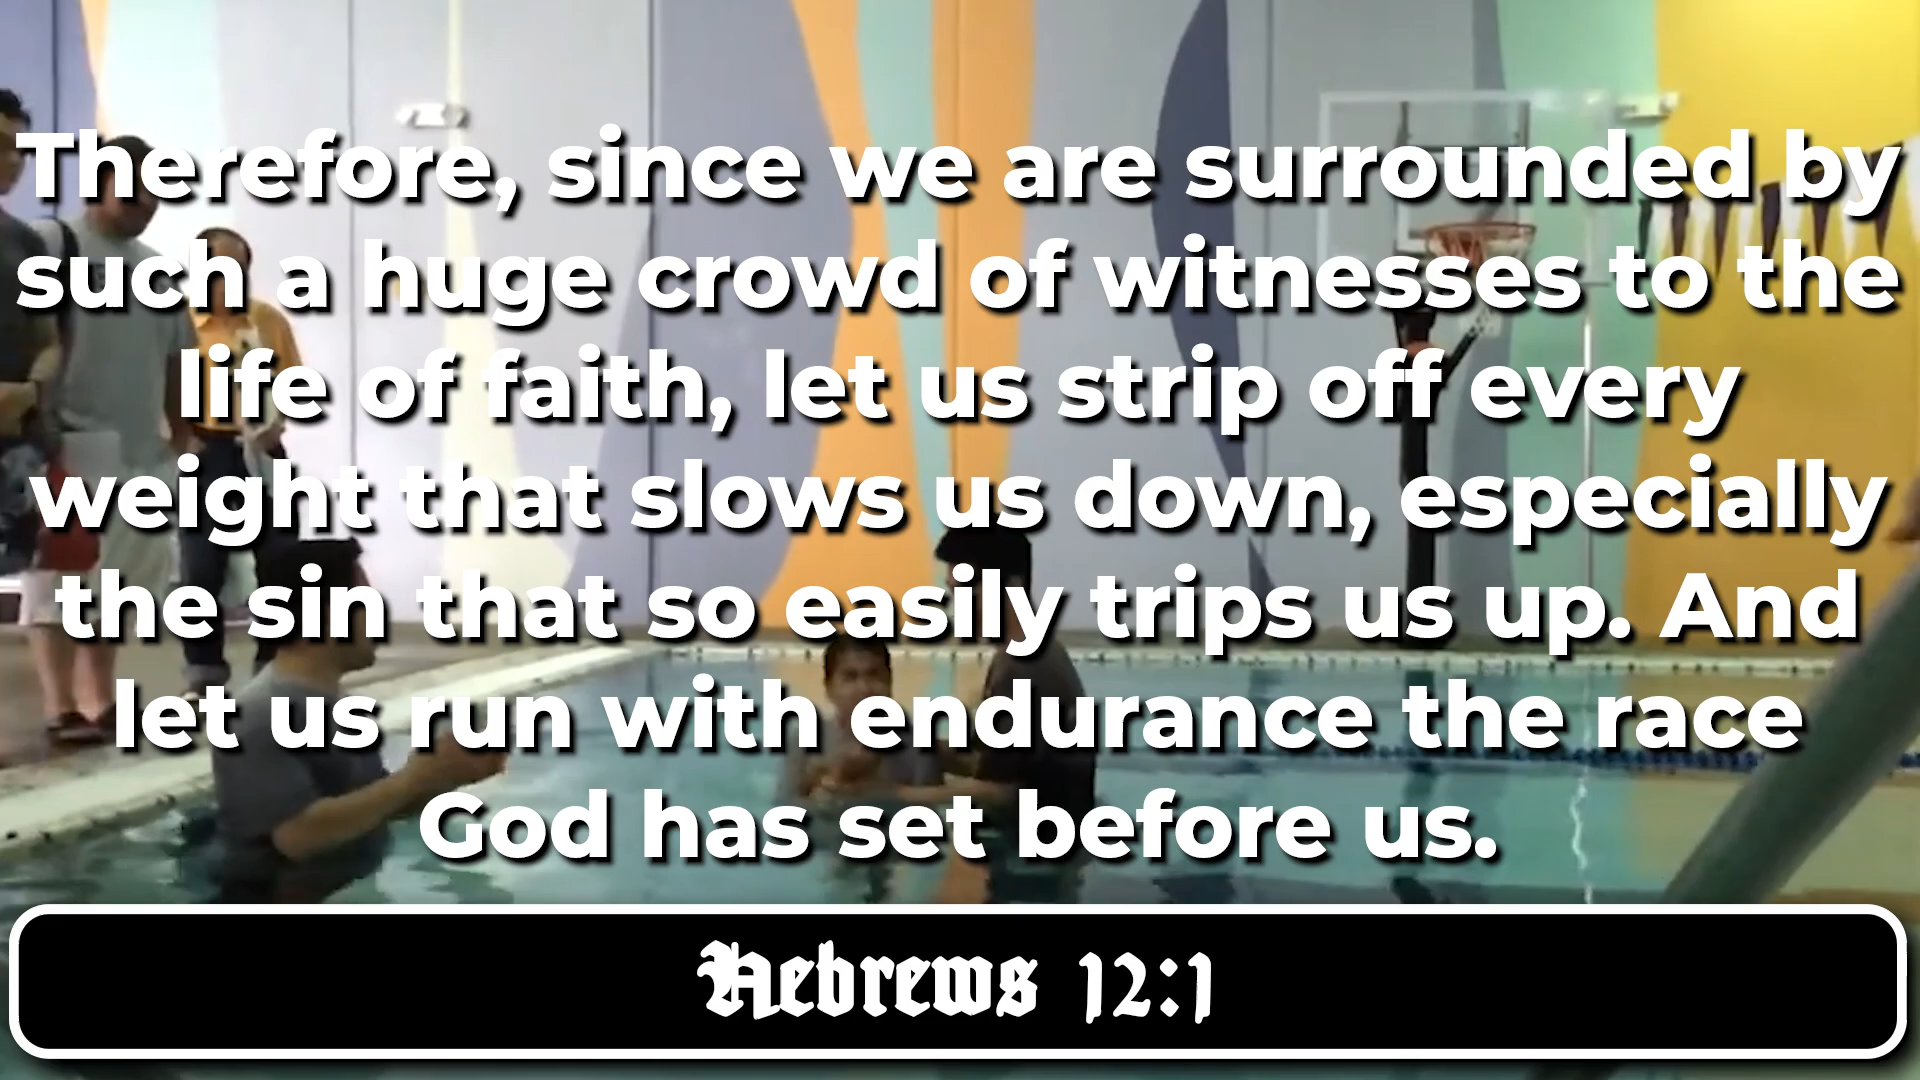 Therefore, since we are surrounded by
such a huge crowd of witnesses to the
life of faith, let us strip off every
weight that slows us down, especially
the sin that so easily trips us up. And
let us run with endurance the race
God has set before us.
Hebrews 12:1